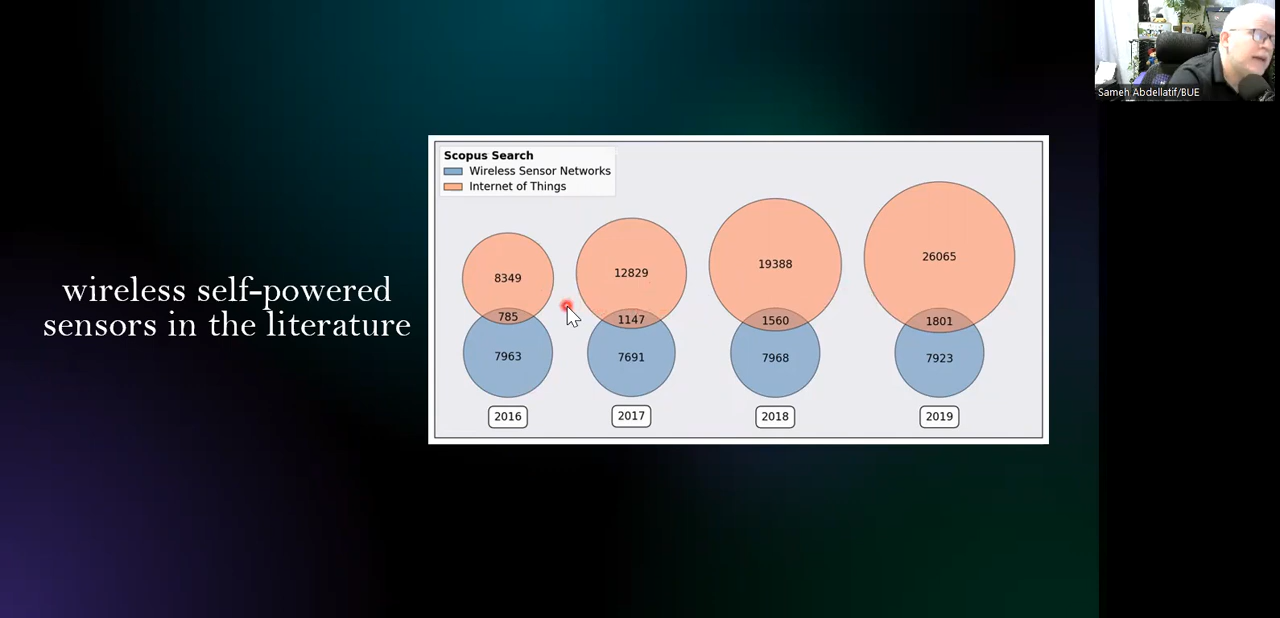 Sameh Abdellatif/BUE
wireless self-powered
sensors in the literature
Scopus Search
Wireless Sensor Networks
Internet of Things
8349
12829
19388
26065
785
1147
1560
1801
7963
7691
7968
7923
2016
2017
2018
2019